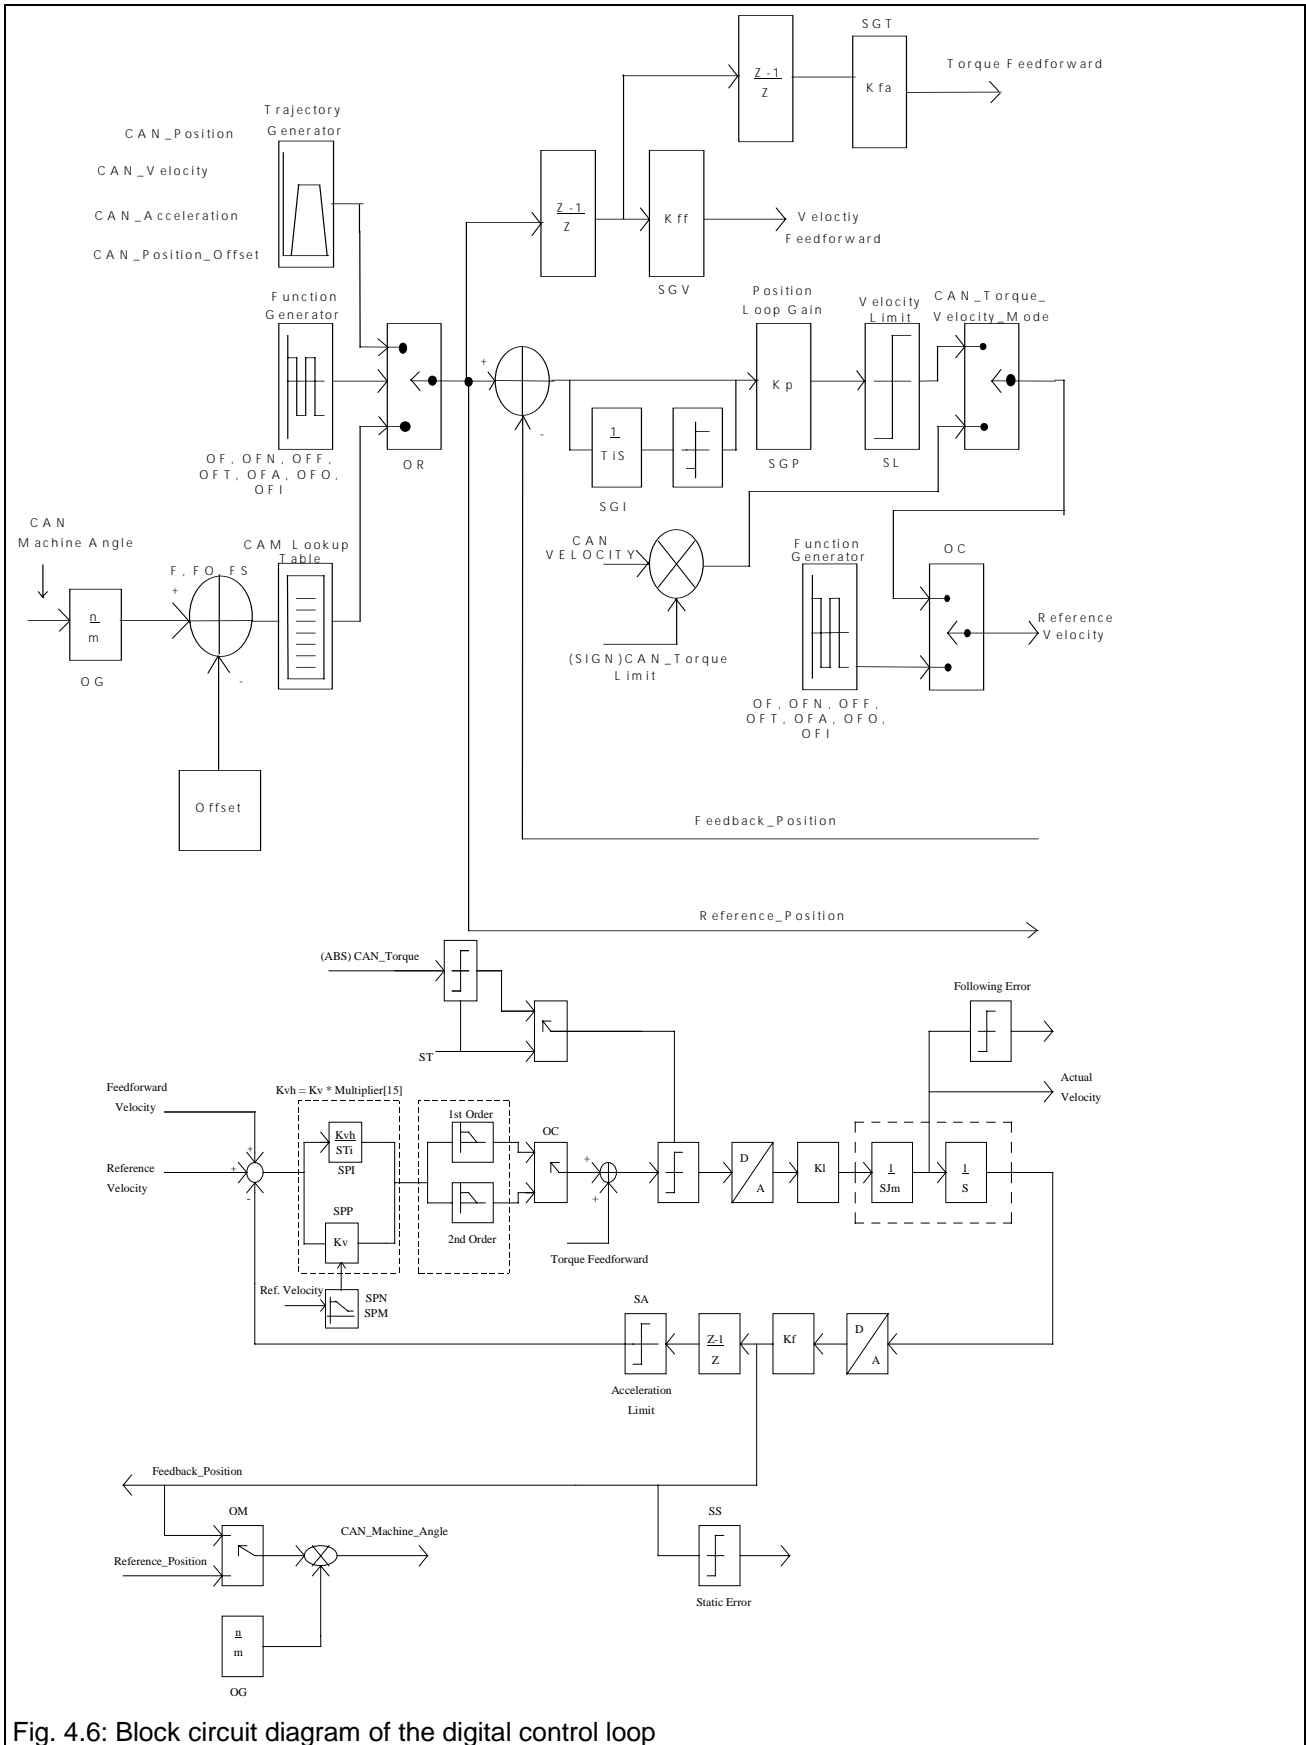 SGT
Z-1
Z
Kfa
Torque Feedforward
Trajectory
Generator
CAN_Position
CAN_Velocity
CAN_Acceleration
CAN_Position_Offset
Z-1
Z
Kff
Veloctiy
Feedforward
SGV
Function
Generator
Position
Loop Gain
Velocity
Limit
CAN_Torque_
Velocity_Mode
+
-
Kp
1
TiS
OF, OFN, OFF,
OFT, OFA, OFO,
OFI
OR
SGP
SL
SGI
CAN
Machine Angle
CAM Lookup
Table
F, FO, FS
+
-
CAN
VELOCITY
Function
Generator
OC
n
m
OG
Reference
Velocity
(SIGN)CAN_Torque
Limit
OF, OFN, OFF,
OFT, OFA, OFO,
OFI
Offset
Feedback_Position
Reference_Position
(ABS) CAN_Torque
ST
Following Error
Actual
Velocity
Feedforward
Velocity
Kvh = Kv * Multiplier[15]
1st Order
OC
Kvh
STi
SPI
Reference
Velocity
+
+
-
SPP
Kv
2nd Order
+
+
Torque Feedforward
D
A
Kl
1
SJm
1
S
Ref. Velocity
SPN
SPM
SA
Acceleration
Limit
Z-1
Z
Kf
D
A
Feedback_Position
OM
CAN_Machine_Angle
Reference_Position
SS
Static Error
n
m
OG
Fig. 4.6: Block circuit diagram of the digital control loop